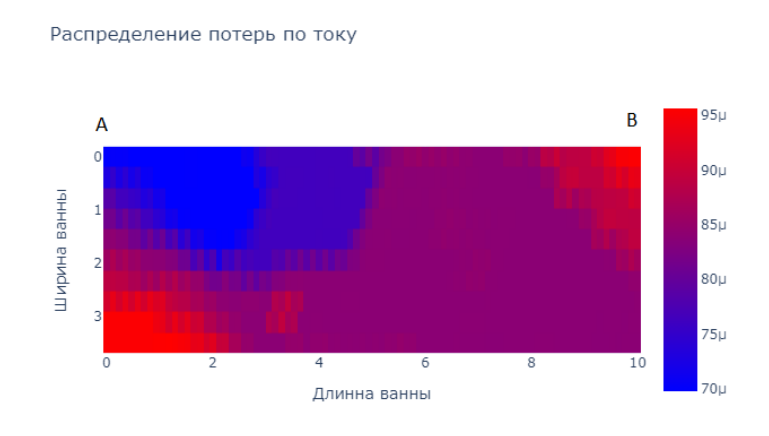 Распределение потерь по току
A
B
0
1
2
3
Ширина ванны
0
2
4
6
8
10
Длинна ванны
95μ
90μ
85μ
80μ
75μ
70μ